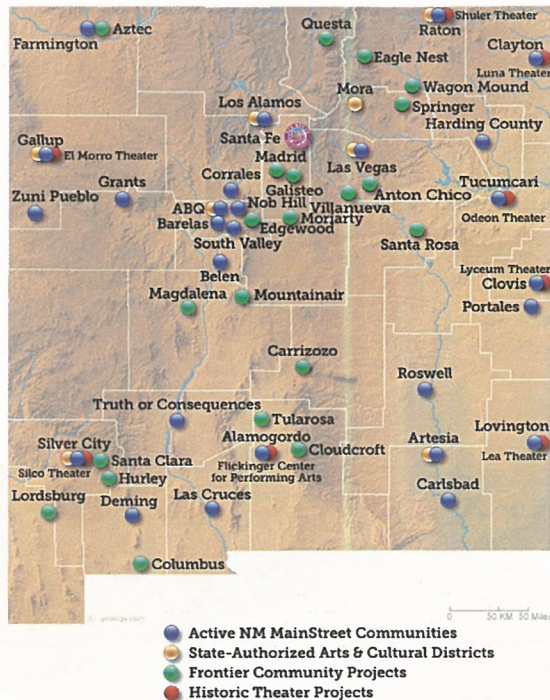 Shuler Theater
Raton
Questa
Aztec
Farmington
Clayton
Luna Theater
Eagle Nest
Wagon Mound
Mora
Springer
Los Alamos
Harding County
Santa Fe
Gallup
El Morro Theater
Madrid
Las Vegas
Corrales
Galisteo
Anton Chico
Tucumcari
Zuni Pueblo
Grants
Nob Hill
Villanueva
ABQ
Moriarty
Odeon Theater
Barelas
Edgewood
South Valley
Santa Rosa
Belen
Lyceum Theater
Clovis
Magdalena
Mountainair
Portales
Carrizozo
Roswell
Truth or Consequences
Tularosa
Lovington
Silver City
Alamogordo
Artesia
Santa Clara
Cloudcroft
Lea Theater
Silco Theater
Flickinger Center
for Performing Arts
Hurley
Lordsburg
Deming
Las Cruces
Carlsbad
Columbus
0 50 KM 50 Miles
Active NM MainStreet Communities
State-Authorized Arts & Cultural Districts
Frontier Community Projects
Historic Theater Projects